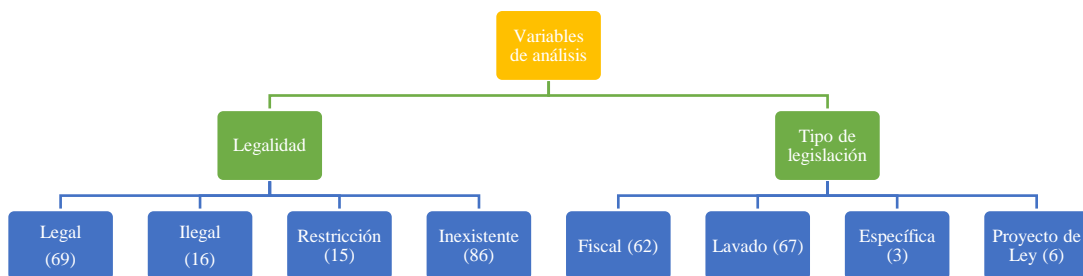 Variables
de análisis
Legalidad
Tipo de
legislación
Legal
(69)
Ilegal
(16)
Restricción
(15)
Inexistente
(86)
Fiscal (62)
Lavado (67)
Específica
(3)
Proyecto de
Ley (6)